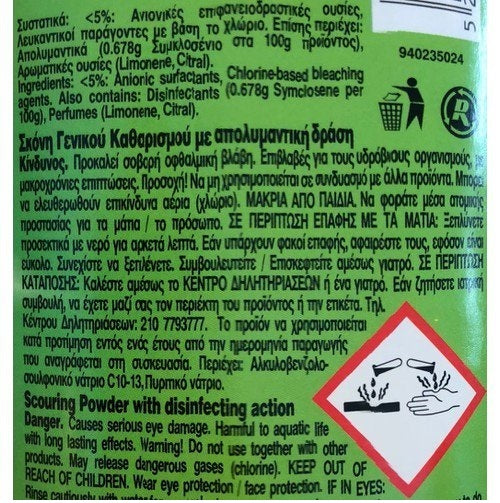 Συστατικά: <5%: Ανιονικές επιφανειοδραστικές ουσίες,
Λευκαντικοί παράγοντες με βάση το χλώριο. Επίσης περιέχει:
Απολυμαντικά (0.678g Συμκλοσένιο στα 100g προϊόντος),
Αρωματικές ουσίες (Limonene, Citral).
Ingredients: <5%: Anionic surfactants, Chlorine-based bleaching
agents. Also contains: Disinfectants (0.678g Symclosene per
100g), Perfumes (Limonene, Citral).
940235024
Σκόνη Γενικού Καθαρισμού με απολυμαντική δράση
Κίνδυνος, Προκαλεί σοβαρή οφθαλμική βλάβη. Επιβλαβές για τους υδρόβιους οργανισμούς, με
μακροχρόνιες επιπτώσεις. Προσοχή! Να μη χρησιμοποιείται σε συνδυασμό με άλλα προϊόντα. Μπορεί
να ελευθερωθούν επικίνδυνα αέρια (χλώριο). ΜΑΚΡΙΑ ΑΠΟ ΠΑΙΔΙΑ. Να φοράτε μέσα ατομικής
προστασίας για τα μάτια / το πρόσωπο. ΣΕ ΠΕΡΙΠΤΩΣΗ ΕΠΑΦΗΣ ΜΕ ΤΑ ΜΑΤΙΑ: Ξεπλύνετε
προσεκτικά με νερό για αρκετά λεπτά. Εάν υπάρχουν φακοί επαφής, αφαιρέστε τους, εφόσον είναι
εύκολο. Συνεχίστε να ξεπλένετε. Συμβουλευτείτε / Επισκεφτείτε αμέσως γιατρό. ΣΕ ΠΕΡΙΠΤΩΣΗ
ΚΑΤΑΠΟΣΗΣ: Καλέστε αμέσως το ΚΕΝΤΡΟ ΔΗΛΗΤΗΡΙΑΣΕΩΝ ή ένα γιατρό. Εάν ζητήσετε ιατρική
συμβουλή, να έχετε μαζί σας τον περιέκτη του προϊόντος ή την ετικέτα. Τηλ.
Κέντρου Δηλητηριάσεων: 210 7793777. Το προϊόν να χρησιμοποιείται
κατά προτίμηση εντός ενός έτους από την ημερομηνία παραγωγής
που αναγράφεται στη συσκευασία. Περιέχει: Αλκυλοβενζολο-
σουλφονικό νάτριο C10-13, Πυριτικό νάτριο.
Scouring Powder with disinfecting action
Danger. Causes serious eye damage. Harmful to aquatic life
with long lasting effects. Warning! Do not use together with other
products. May release dangerous gases (chlorine). KEEP OUT OF
REACH OF CHILDREN. Wear eye protection / face protection. IF IN EYES:
Rinse cautiously with